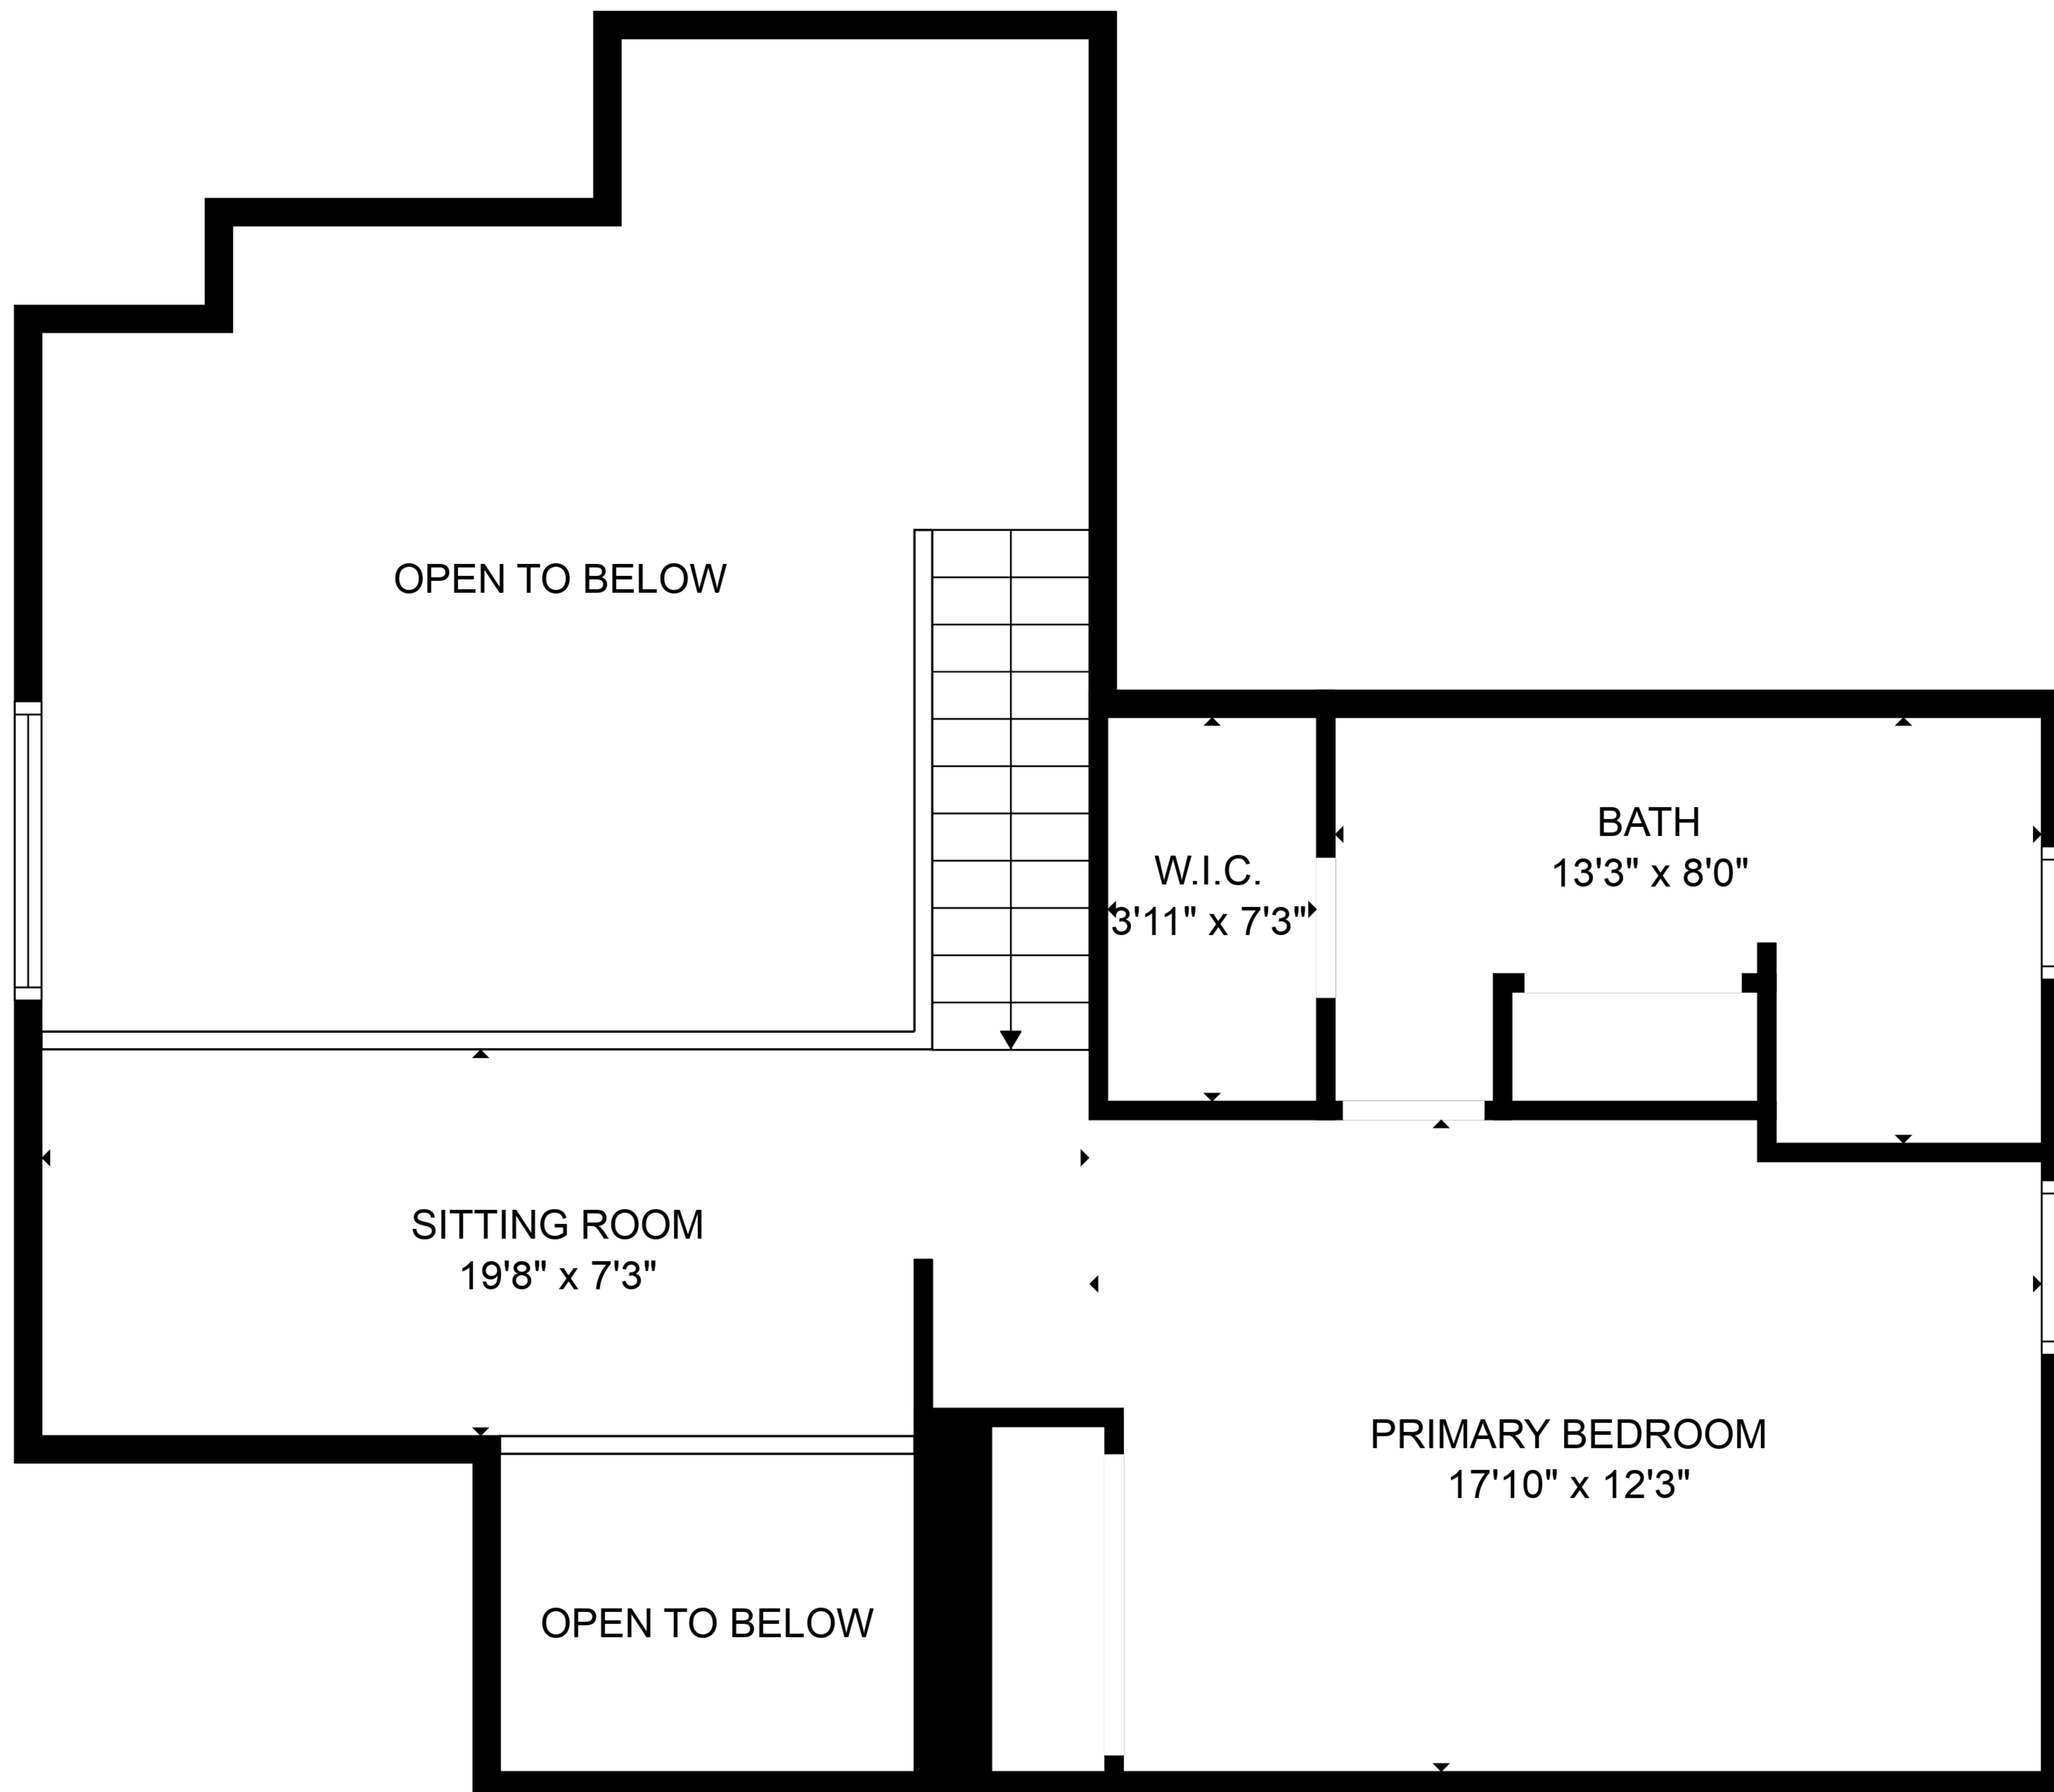 OPEN TO BELOW
BATH
13'3" x 8'0"
W.I.C.
3'11" x 7'3"
SITTING ROOM
19'8" x 7'3"
PRIMARY BEDROOM
17'10" x 12'3"
OPEN TO BELOW